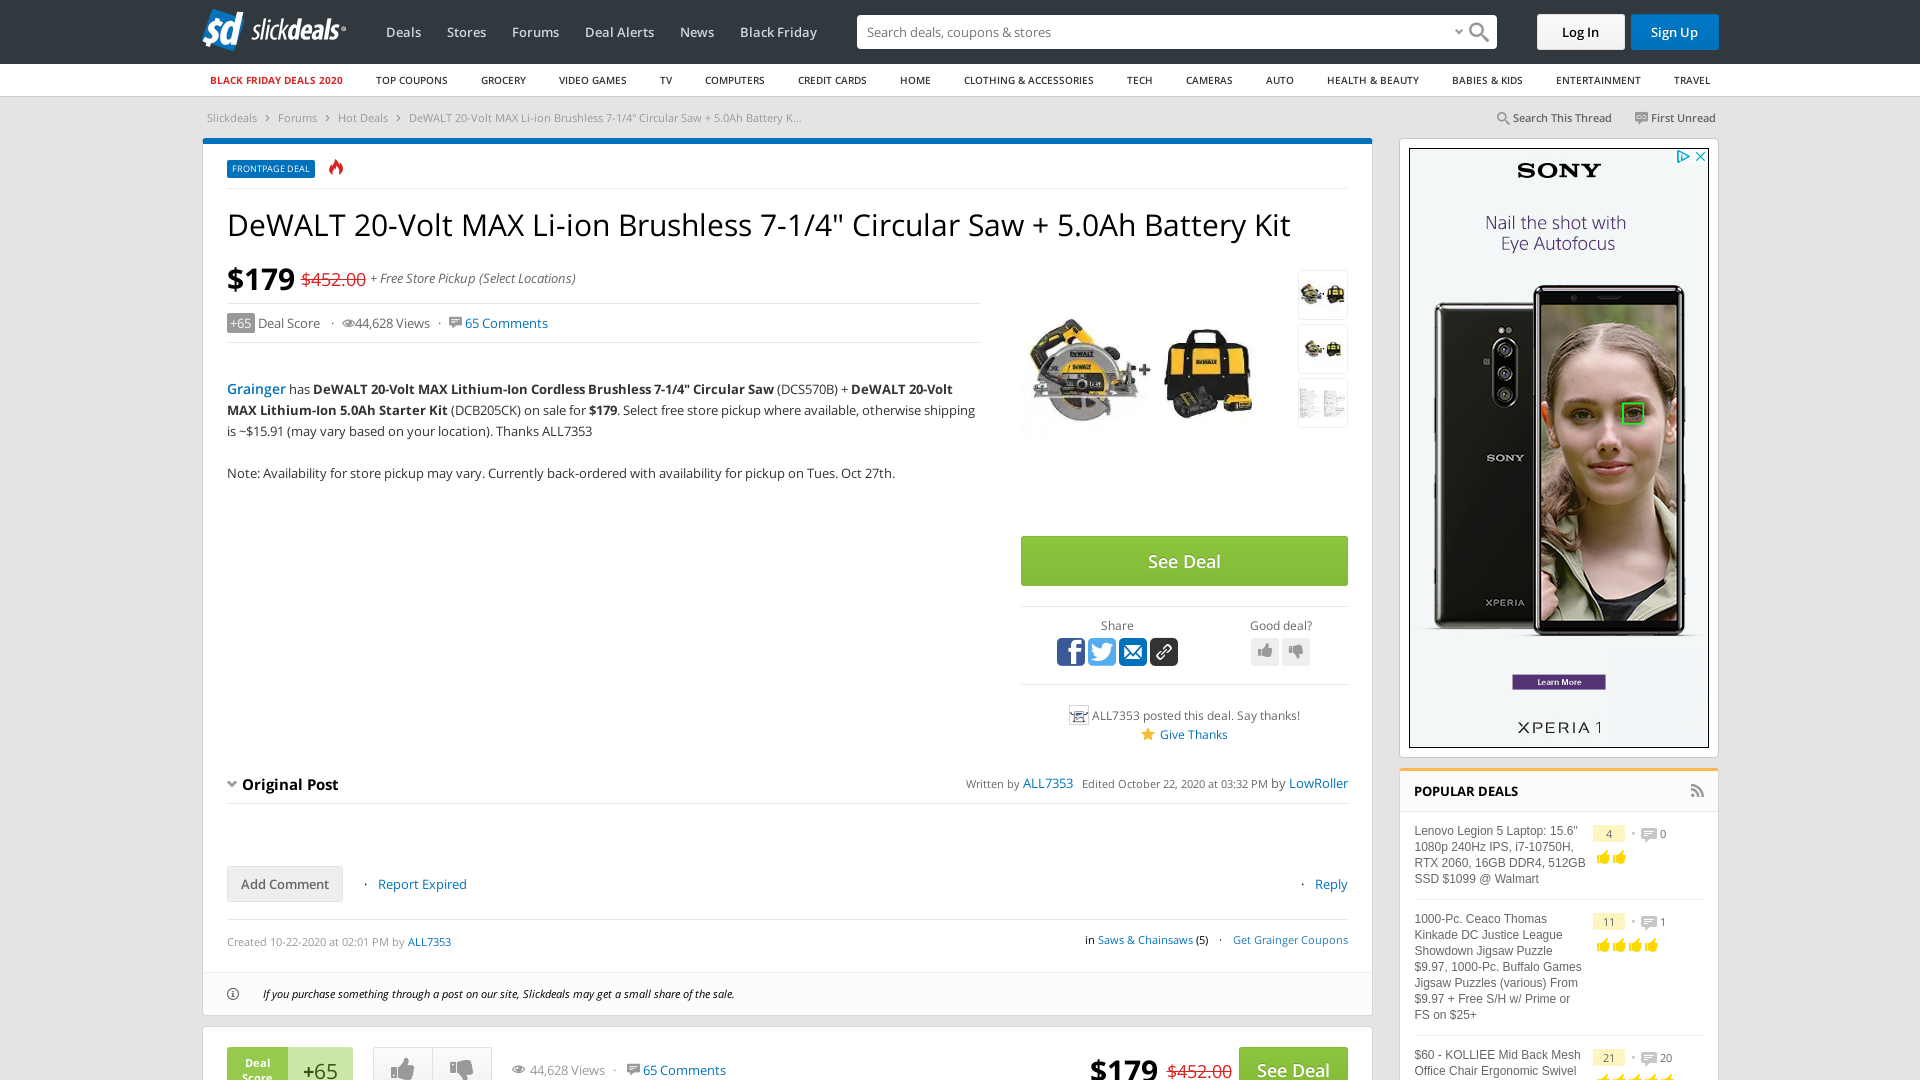 sd slickdeals
Deals Stores Forums Deal Alerts News Black Friday
Search deals, coupons & shops
Log In
Sign Up
BLACK FRIDAY DEALS 2020 TOP COUPONS GROCERY VIDEO GAMES TV COMPUTERS CREDIT CARDS HOME CLOTHING & ACCESSORIES TECH CAMERAS AUTO HEALTH & BEAUTY BABIES & KIDS ENTERTAINMENT TRAVEL
Slickdeals > Forums > Hot Deals > DeWALT 20-Volt MAX Li-ion Brushless 7-1/4" Circular Saw + 5.0Ah Battery K...
Search This Thread First Unread
FRONTPAGE DEAL
DeWALT 20-Volt MAX Li-ion Brushless 7-1/4" Circular Saw + 5.0Ah Battery Kit
$179 $452.00 + Free Store Pickup (Select Locations)
+65 Deal Score · 44,628 Views · 65 Comments
Grainger has DeWALT 20-Volt MAX Lithium-Ion Cordless Brushless 7-1/4" Circular Saw (DCS570B) + DeWALT 20-Volt
MAX Lithium-Ion 5.0Ah Starter Kit (DCB205CK) on sale for $179. Select free store pickup where available, otherwise shipping
is ~$15.91 (may vary based on your location). Thanks ALL7353
Note: Availability for store pickup may vary. Currently back-ordered with availability for pickup on Tues. Oct 27th.
DEWALT
See Deal
Share
Good deal?
ALL7353 posted this deal. Say thanks!
Give Thanks
Original Post
Written by ALL7353 Edited October 22, 2020 at 03:32 PM by LowRoller
Add Comment · Report Expired
· Reply
Created 10-22-2020 at 02:01 PM by ALL7353
in Saws & Chainsaws (5) · Get Grainger Coupons
If you purchase something through a post on our site, Slickdeals may get a small share of the sale.
Deal
Score
+65
44,628 Views · 65 Comments
$179 $452.00
See Deal
SONY
Nail the shot with
Eye Autofocus
SONY
XPERIA
Learn More
XPERIA 1
POPULAR DEALS
Lenovo Legion 5 Laptop: 15.6"
1080p 240Hz IPS, i7-10750H,
RTX 2060, 16GB DDR4, 512GB
SSD $1099 @ Walmart
4 • 0
1000-Pc. Ceaco Thomas
Kinkade DC Justice League
Showdown Jigsaw Puzzle
$9.97, 1000-Pc. Buffalo Games
Jigsaw Puzzles (various) From
$9.97 + Free S/H w/ Prime or
FS on $25+
11 • 1
$60 - KOLLIEE Mid Back Mesh
Office Chair Ergonomic Swivel
21 • 20